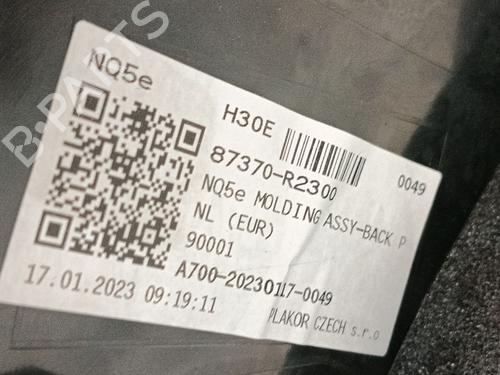 NQ5e
H30E
0049
87370-R2300
NQ5e MOLDING ASSY-BACK P
NL (EUR)
90001
A700-20230117-0049
17.01.2023 09:19:11
PLAKOR CZECH s.r.o
B-PARTS